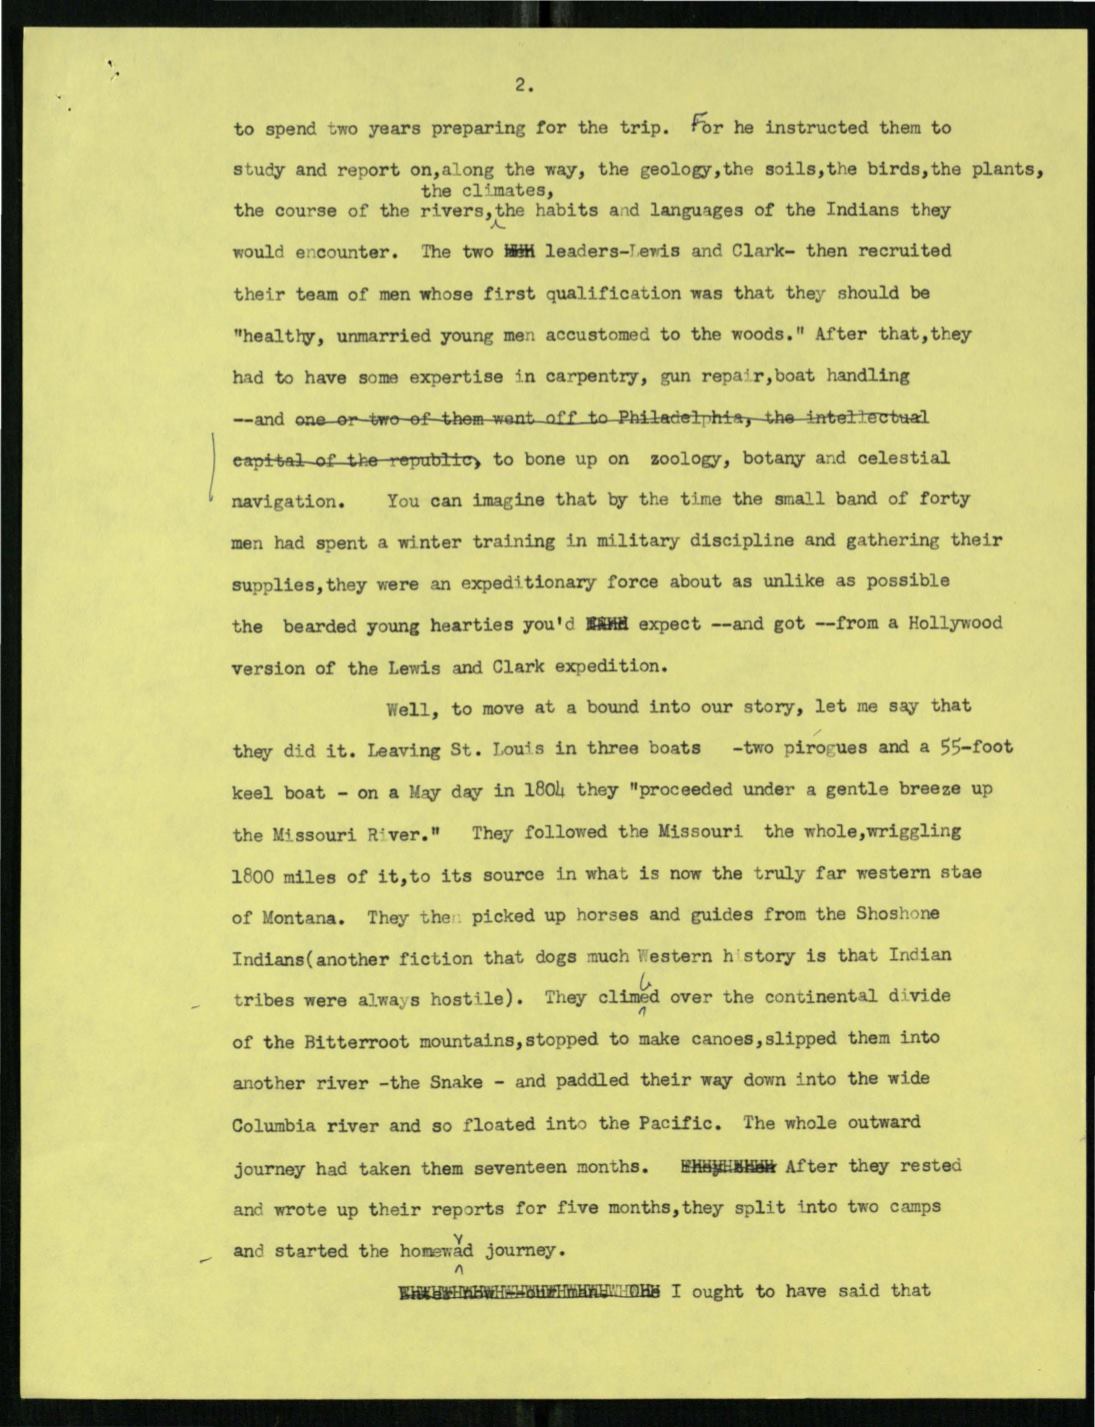 2.
to spend two years preparing for the trip. For he instructed them to
study and report on,along the way, the geology,the soils,the birds,the plants,
the climates,
the course of the rivers,the habits and languages of the Indians they
would encounter. The two leaders-Lewis and Clark- then recruited
their team of men whose first qualification was that they should be
"healthy, unmarried young men accustomed to the woods." After that,they
had to have some expertise in carpentry, gun repair,boat handling
--and one or two of them went off to Philadelphia, the intellectual
capital of the republic, to bone up on zoology, botany and celestial
navigation. You can imagine that by the time the small band of forty
men had spent a winter training in military discipline and gathering their
supplies,they were an expeditionary force about as unlike as possible
the bearded young hearties you'd expect --and got --from a Hollywood
version of the Lewis and Clark expedition.
Well, to move at a bound into our story, let me say that
they did it. Leaving St. Louis in three boats -two pirogues and a 55-foot
keel boat - on a May day in 1804 they "proceeded under a gentle breeze up
the Missouri River." They followed the Missouri the whole,wriggling
1800 miles of it,to its source in what is now the truly far western stae
of Montana. They then picked up horses and guides from the Shoshone
Indians(another fiction that dogs much Western history is that Indian
b
tribes were always hostile). They climed over the continental divide
of the Bitterroot mountains,stopped to make canoes,slipped them into
another river -the Snake - and paddled their way down into the wide
Columbia river and so floated into the Pacific. The whole outward
journey had taken them seventeen months. After they rested
and wrote up their reports for five months,they split into two camps
r
and started the homewad journey.
I ought to have said that